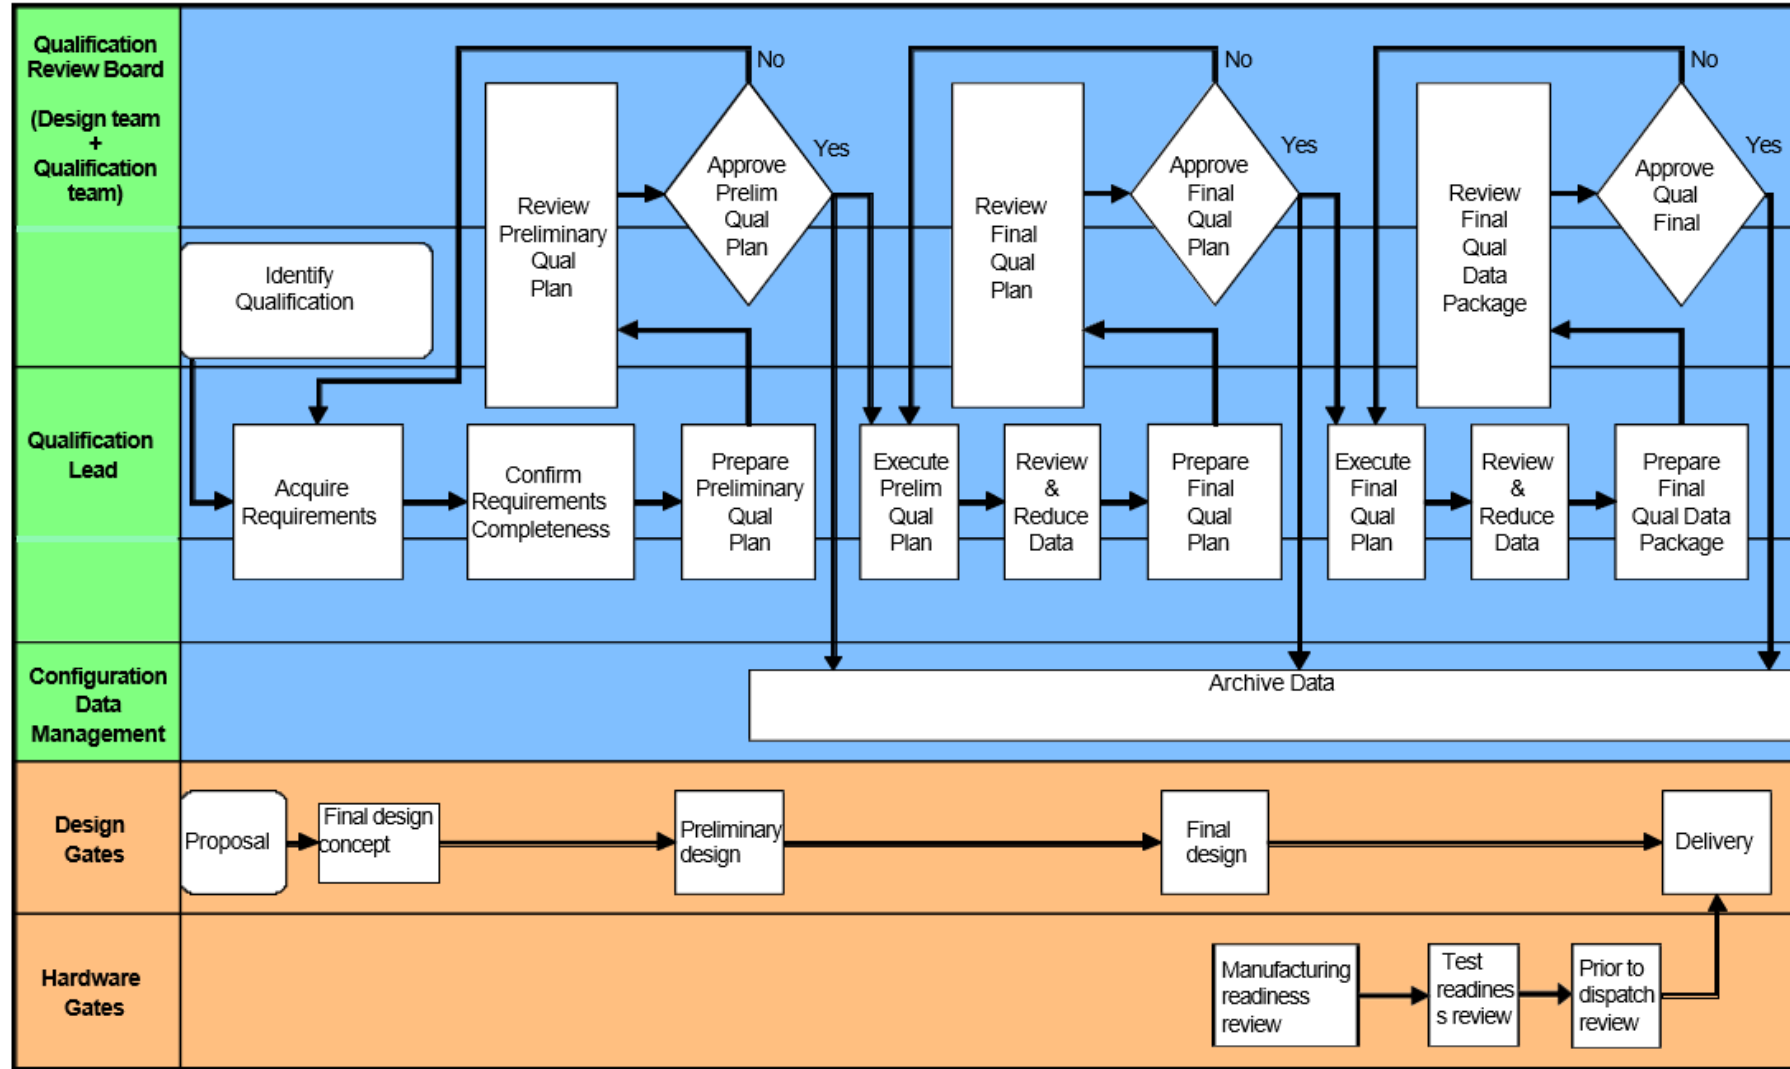 Qualification
Review Board
(Design team
+
Qualification
team)
No
Yes
Review
Preliminary
Qual
Plan
Approve
Prelim
Qual
Plan
No
Yes
Review
Final
Qual
Plan
Approve
Final
Qual
Plan
No
Yes
Review
Final
Qual
Data
Package
Approve
Qual
Final
Identify
Qualification
Qualification
Lead
Acquire
Requirements
Confirm
Requirements
Completeness
Prepare
Preliminary
Qual
Plan
Execute
Prelim
Qual
Plan
Review
&
Reduce
Data
Prepare
Final
Qual
Plan
Execute
Final
Qual
Plan
Review
&
Reduce
Data
Prepare
Final
Qual Data
Package
Configuration
Data
Management
Archive Data
Design
Gates
Proposal
Final design
concept
Preliminary
design
Final
design
Delivery
Hardware
Gates
Manufacturing
readiness
review
Test
readines
s review
Prior to
dispatch
review